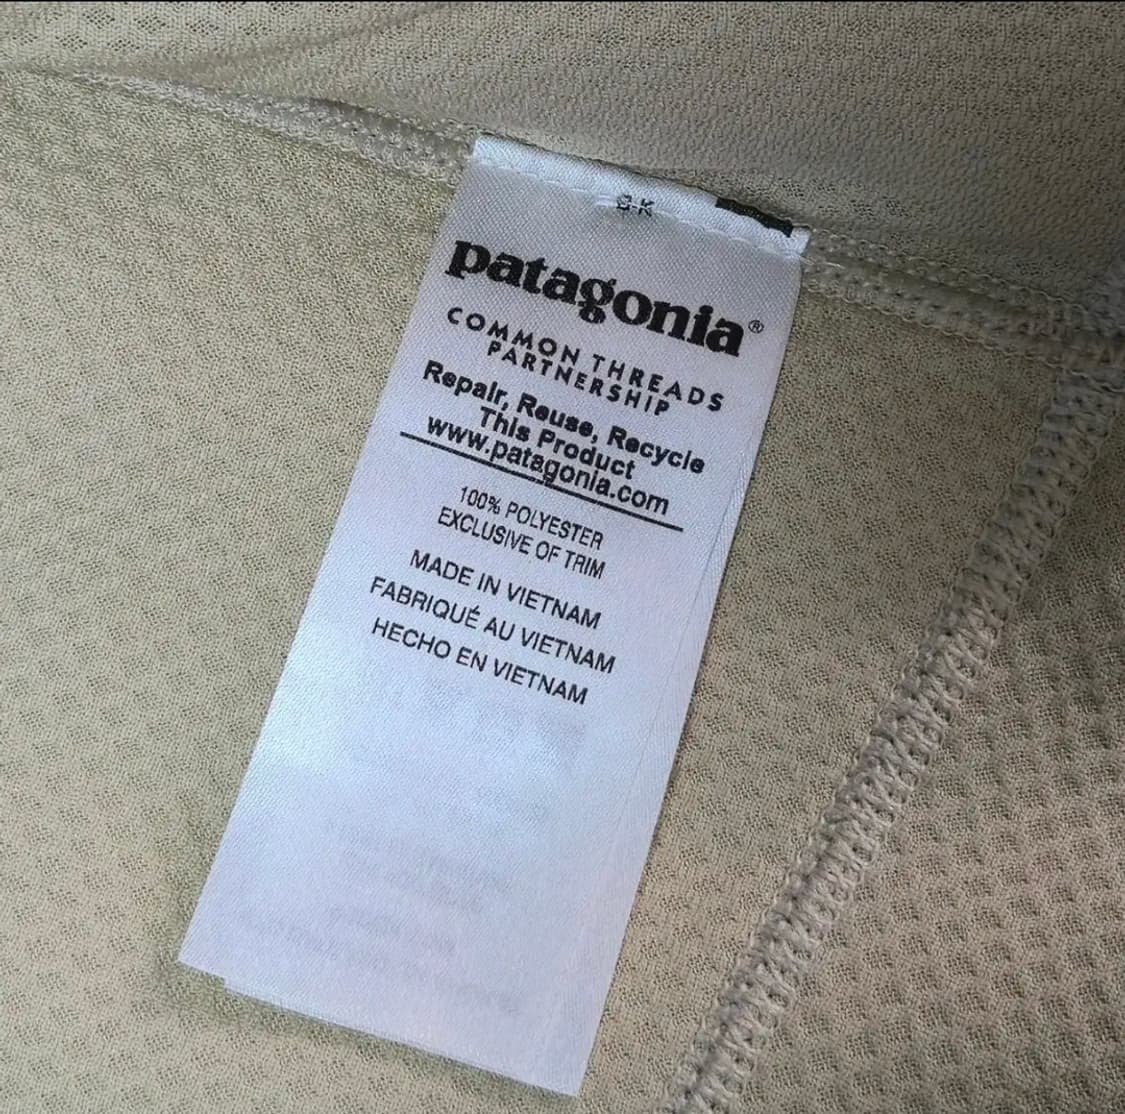 patagonia®
COMMON THREADS
PARTNERSHIP
Repair, Reuse, Recycle
This Product
www.patagonia.com
100% POLYESTER
EXCLUSIVE OF TRIM
MADE IN VIETNAM
FABRIQUÉ AU VIETNAM
HECHO EN VIETNAM